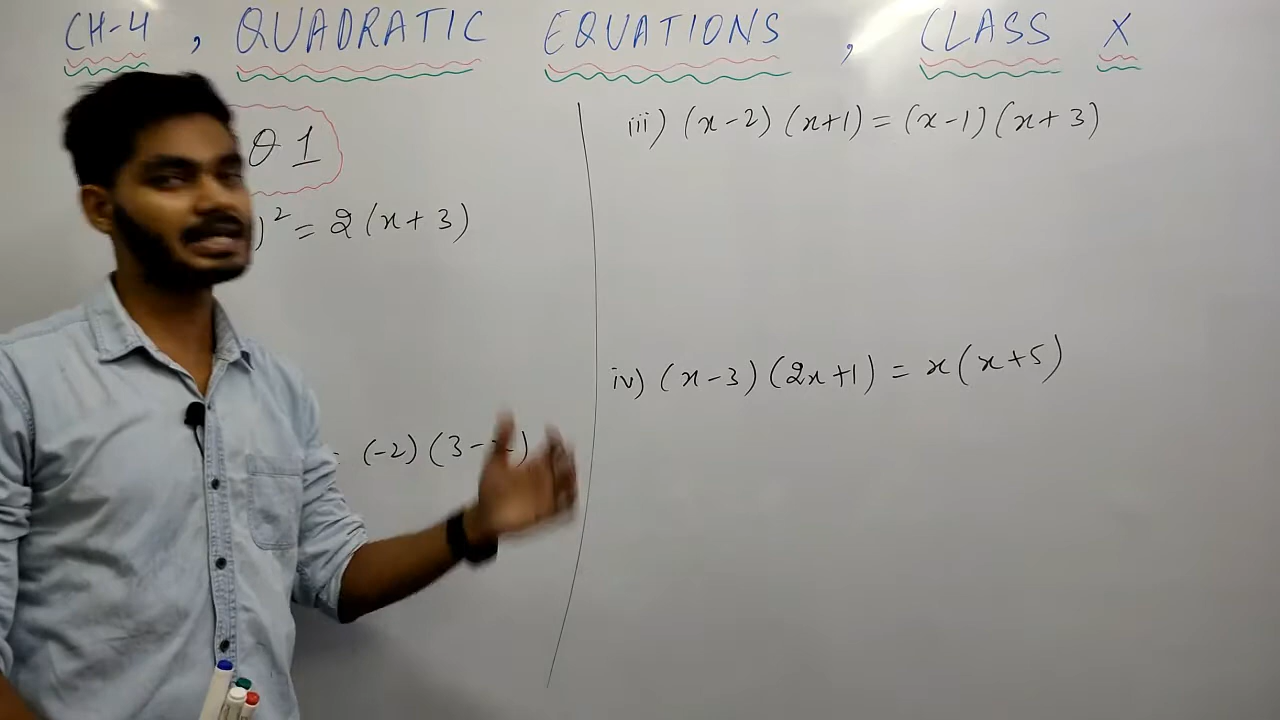 CH-4, QUADRATIC EQUATIONS, CLASS X
Q 1
)² = 2(x+3)
= (-2)(3-x)
iii) (x-2)(x+1) = (x-1)(x+3)
iv) (x-3)(2x+1) = x(x+5)